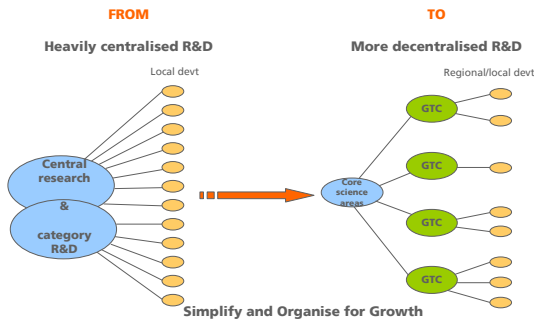 FROM
TO
Heavily centralised R&D
More decentralised R&D
Local devt
Regional/local devt
Central
research
&
category
R&D
Core
science
areas
GTC
GTC
GTC
GTC
Simplify and Organise for Growth